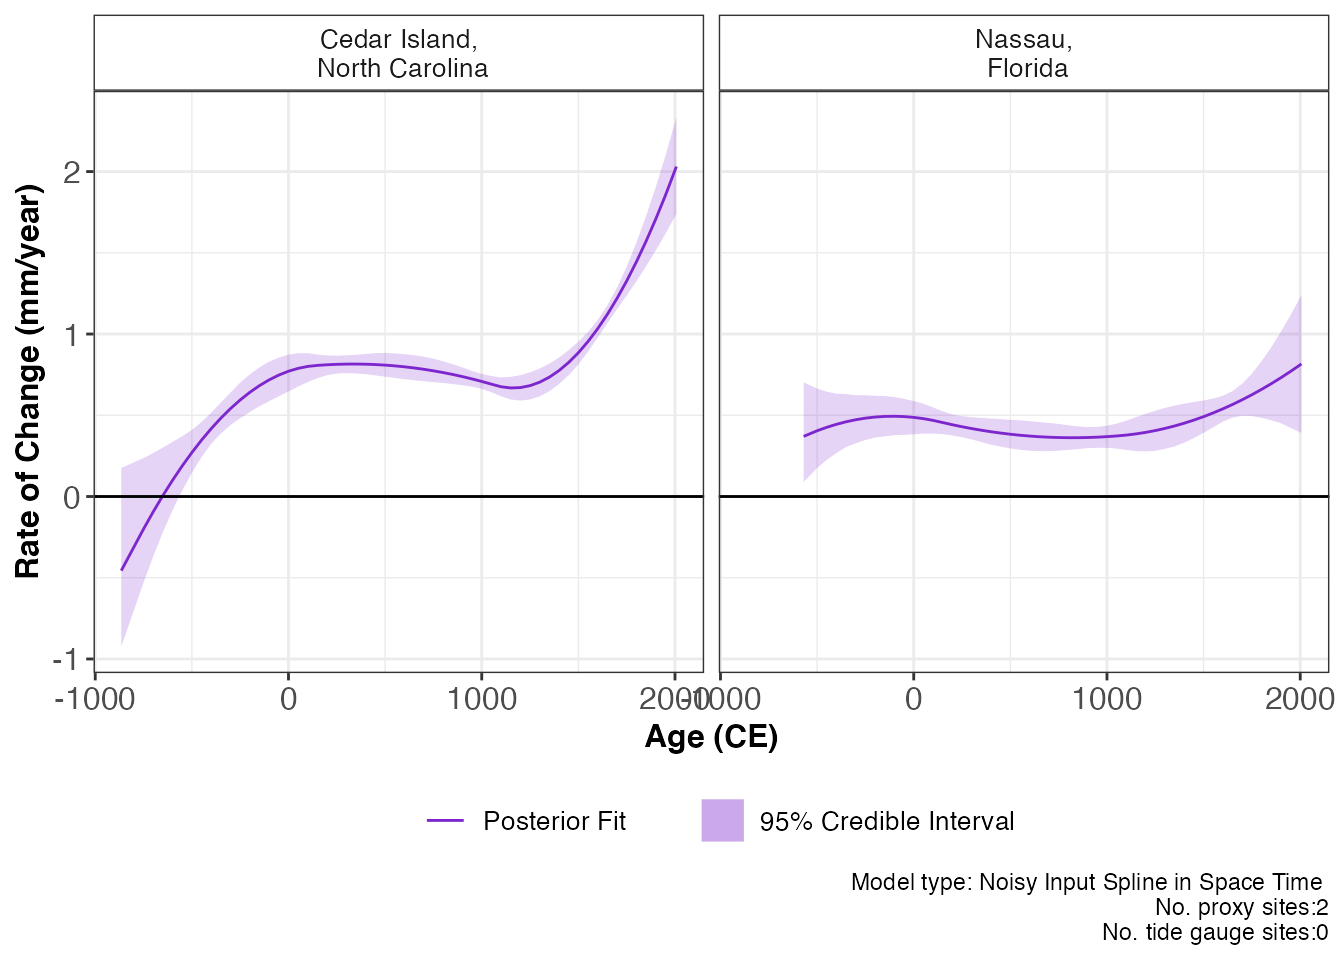 Cedar Island,
North Carolina
Nassau,
Florida
Rate of Change (mm/year)
2
1
0
-1
-1000 0 1000 2000 -1000 0 1000 2000
Age (CE)
Posterior Fit 95% Credible Interval
Model type: Noisy Input Spline in Space Time
No. proxy sites:2
No. tide gauge sites:0